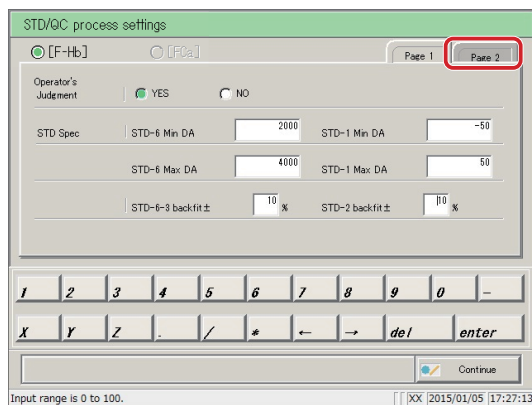 STD/QC process settings
[F-Hb] [FCa] Page 1 Page 2
Operator's
Judgment YES NO
STD Spec STD-6 Min DA 2000 STD-1 Min DA -50
STD-6 Max DA 4000 STD-1 Max DA 50
STD-6-3 backfit± 10 % STD-2 backfit± 10 %
1 2 3 4 5 6 7 8 9 0 -
X Y Z . / * ← → del enter
Continue
Input range is 0 to 100. XX 2015/01/05 17:27:13